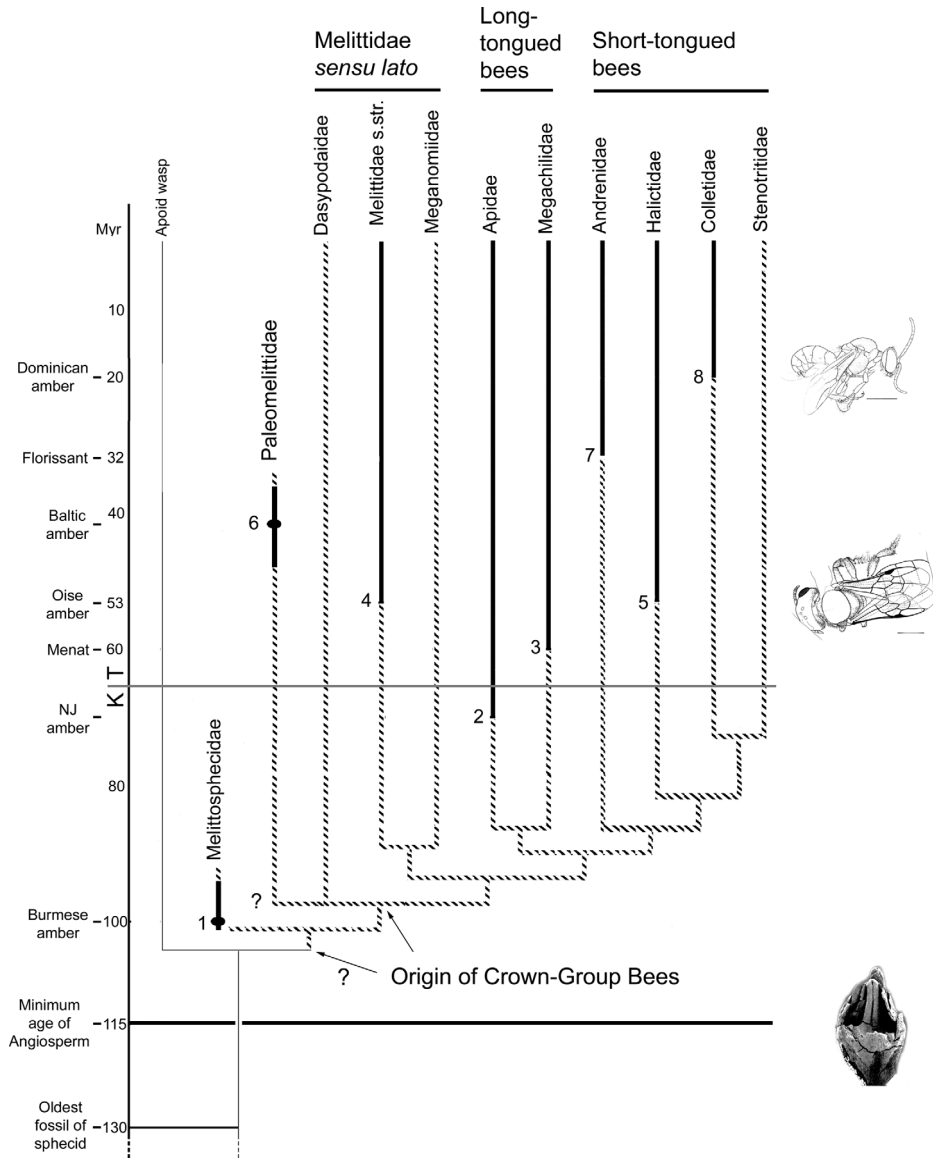 Melittidae
sensu lato
Long-
tongued
bees
Short-tongued
bees
Myr
Apoid wasp
Melittosphecidae
Paleomelittidae
Dasypodaidae
Melittidae s.str.
Meganomiidae
Apidae
Megachilidae
Andrenidae
Halictidae
Colletidae
Stenotritidae
10
Dominican
amber
20
8
Florissant
32
7
40
Baltic
amber
6
Oise
amber
53
4
5
Menat
60
3
T
K
NJ
amber
2
80
?
Burmese
amber
100
1
?
Origin of Crown-Group Bees
Minimum
age of
Angiosperm
115
Oldest
fossil of
sphecid
130